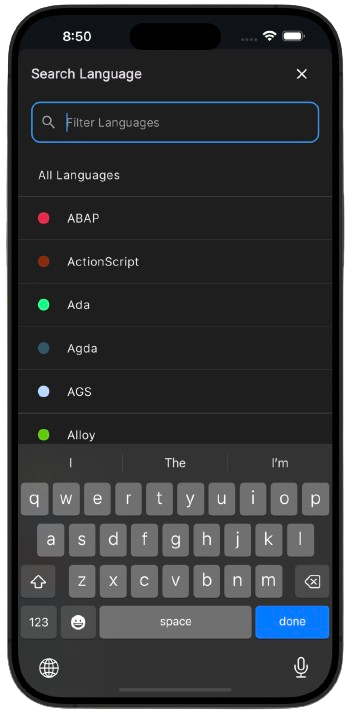 8:50
Search Language
Filter Languages
All Languages
ABAP
ActionScript
Ada
Agda
AGS
Alloy
I The I'm
q w e r t y u i o p
a s d f g h j k l
z x c v b n m
123 space done